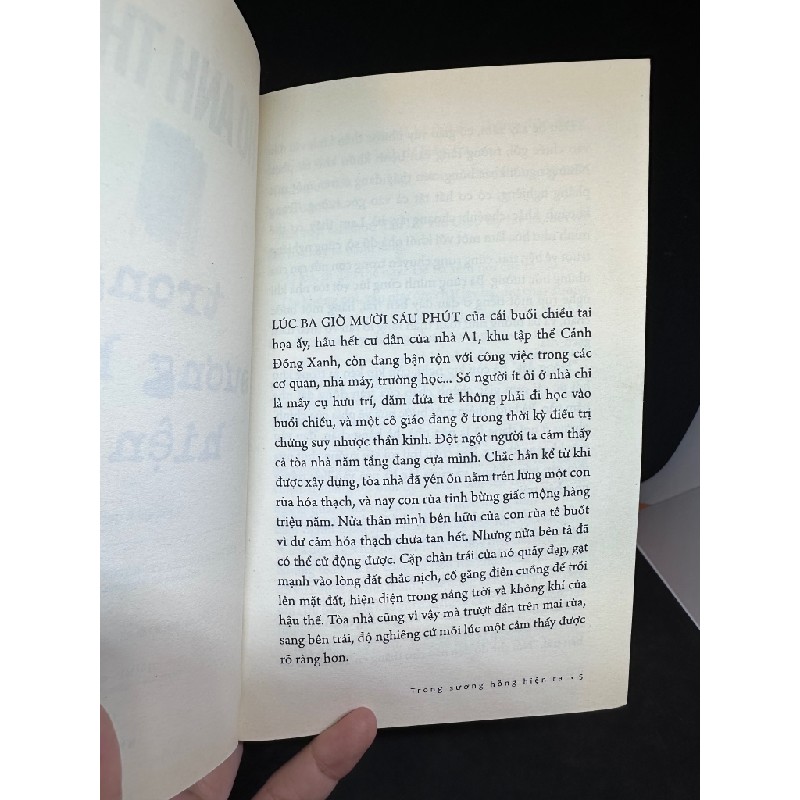 LÚC BA GIỜ MƯỜI SÁU PHÚT của cái buổi chiều tai
họa ấy, hầu hết cư dân của nhà A1, khu tập thể Cánh
Đồng Xanh, còn đang bận rộn với công việc trong các
cơ quan, nhà máy, trường học... Số người ít ỏi ở nhà chỉ
là mấy cụ hưu trí, dăm đứa trẻ không phải đi học vào
buổi chiều, và một cô giáo đang ở trong thời kỳ điều trị
chứng suy nhược thần kinh. Đột ngột người ta cảm thấy
cả tòa nhà năm tầng đang cựa mình. Chắc hẳn kể từ khi
được xây dựng, tòa nhà đã yên ổn nằm trên lưng một con
rùa hóa thạch, và nay con rùa tỉnh bừng giấc mộng hàng
triệu năm. Nửa thân mình bên hữu của con rùa tê buốt
vì dư cảm hóa thạch chưa tan hết. Nhưng nửa bên tả đã
có thể cử động được. Cặp chân trái của nó quẫy đạp, gạt
mạnh vào lòng đất chắc nịch, cố gắng điên cuồng để trồi
lên mặt đất, hiện diện trong nắng trời và không khí của
hậu thế. Tòa nhà cũng vì vậy mà trượt dần trên mai rùa,
sang bên trái, độ nghiêng cứ mỗi lúc một cảm thấy được
rõ ràng hơn.
Trong sương hồng hiện ra • 5